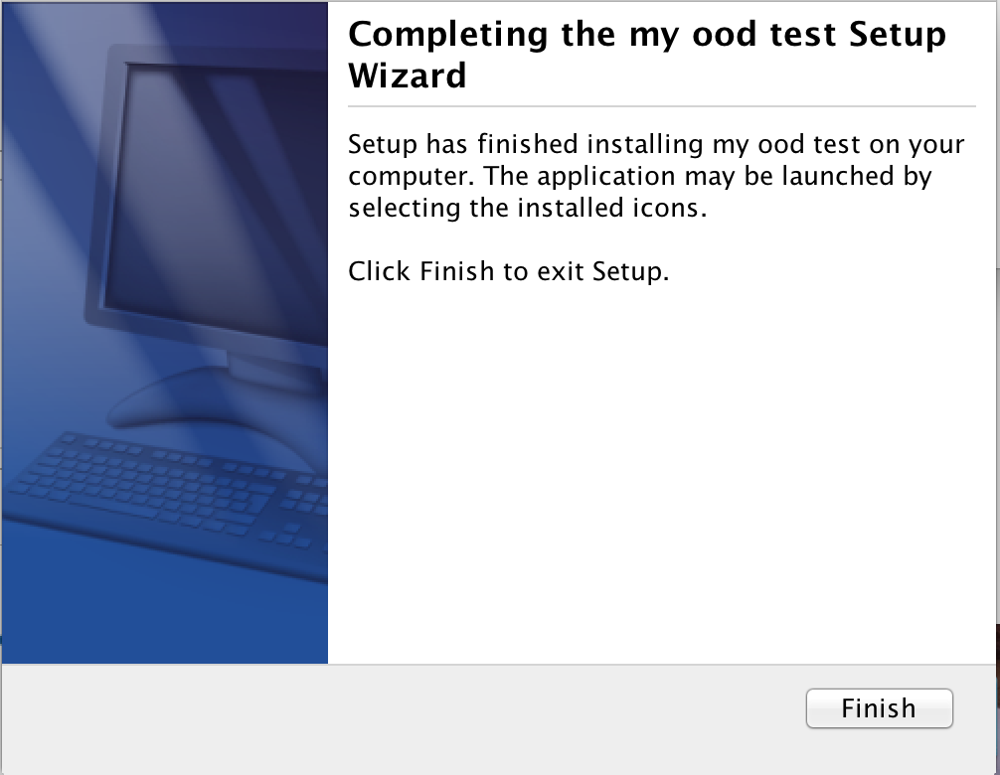 Completing the my ood test Setup
Wizard
Setup has finished installing my ood test on your
computer. The application may be launched by
selecting the installed icons.
Click Finish to exit Setup.
Finish